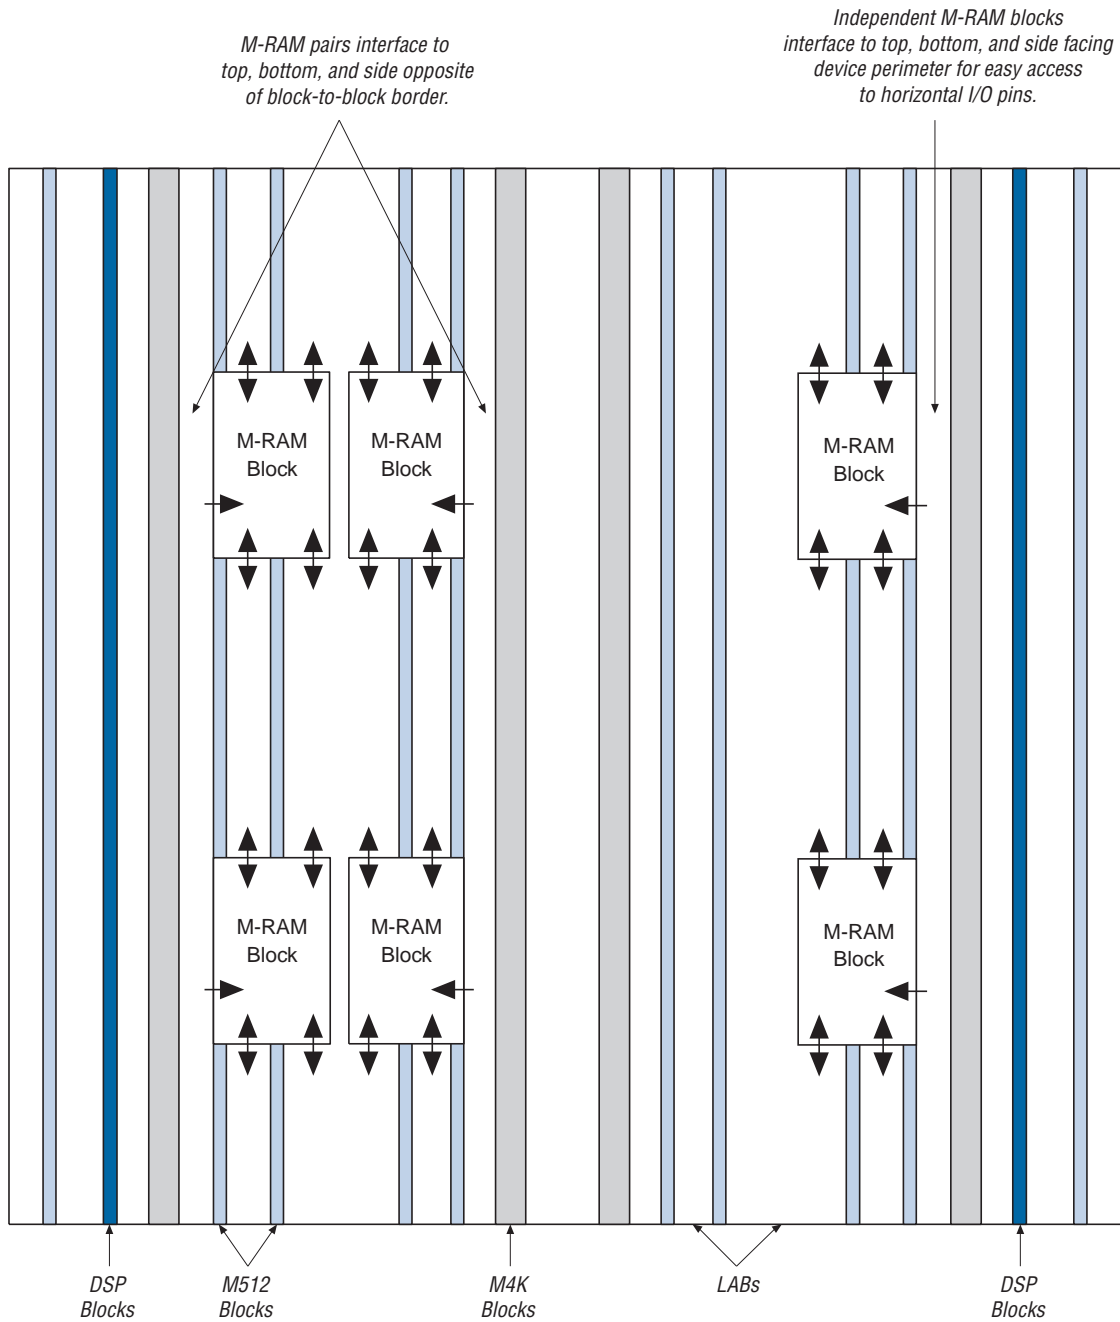 M-RAM pairs interface to
top, bottom, and side opposite
of block-to-block border.
Independent M-RAM blocks
interface to top, bottom, and side facing
device perimeter for easy access
to horizontal I/O pins.
M-RAM
Block
M-RAM
Block
M-RAM
Block
M-RAM
Block
M-RAM
Block
M-RAM
Block
DSP
Blocks
M512
Blocks
M4K
Blocks
LABs
DSP
Blocks